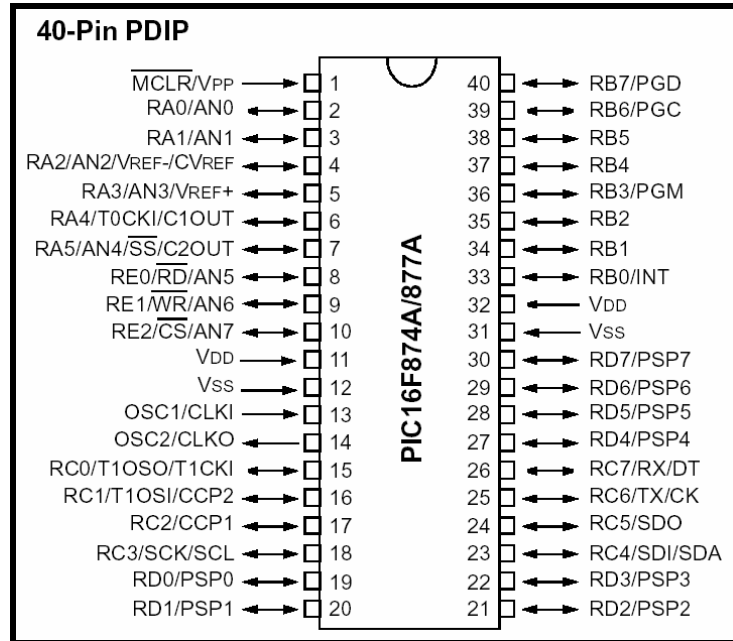 40-Pin PDIP
MCLR/VPP 1
RA0/AN0 2
RA1/AN1 3
RA2/AN2/VREF-/CVREF 4
RA3/AN3/VREF+ 5
RA4/T0CKI/C1OUT 6
RA5/AN4/SS/C2OUT 7
RE0/RD/AN5 8
RE1/WR/AN6 9
RE2/CS/AN7 10
VDD 11
VSS 12
OSC1/CLKI 13
OSC2/CLKO 14
RC0/T1OSO/T1CKI 15
RC1/T1OSI/CCP2 16
RC2/CCP1 17
RC3/SCK/SCL 18
RD0/PSP0 19
RD1/PSP1 20
PIC16F874A/877A
40 RB7/PGD
39 RB6/PGC
38 RB5
37 RB4
36 RB3/PGM
35 RB2
34 RB1
33 RB0/INT
32 VDD
31 VSS
30 RD7/PSP7
29 RD6/PSP6
28 RD5/PSP5
27 RD4/PSP4
26 RC7/RX/DT
25 RC6/TX/CK
24 RC5/SDO
23 RC4/SDI/SDA
22 RD3/PSP3
21 RD2/PSP2